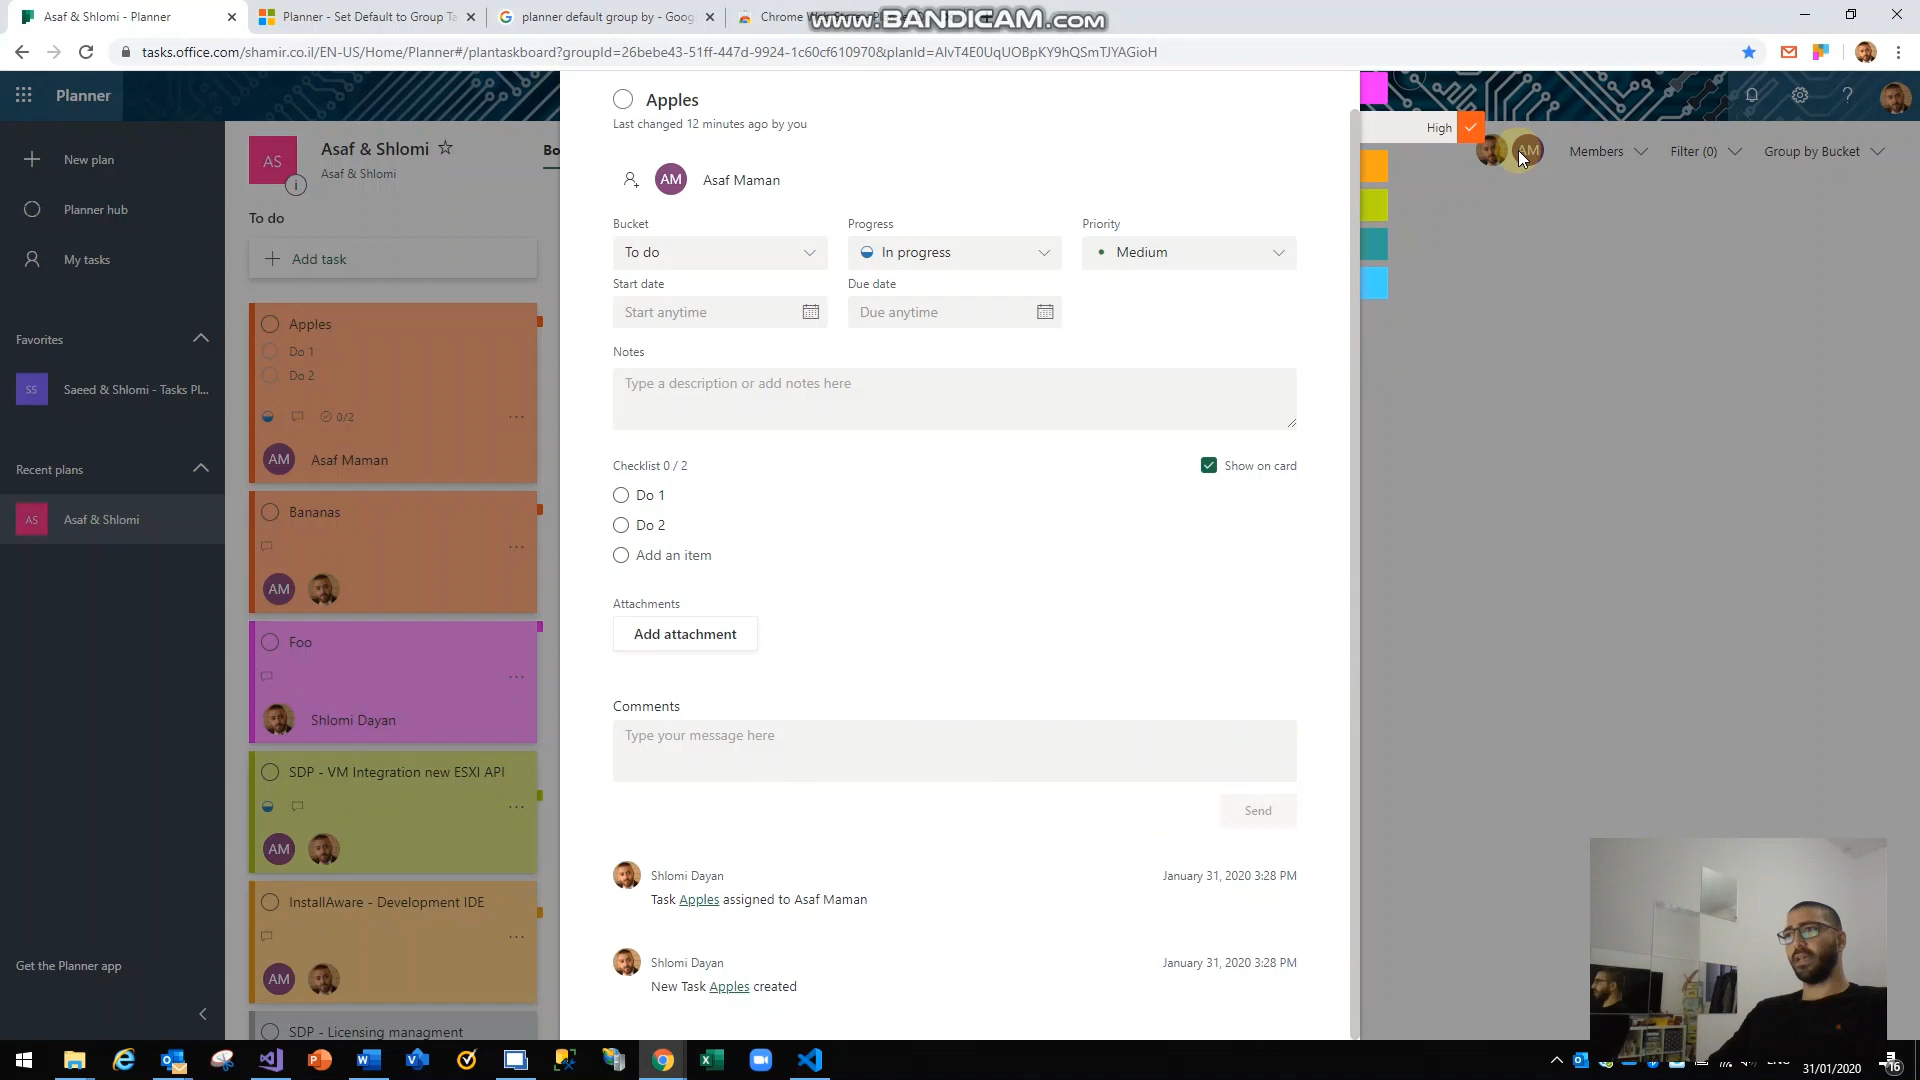 Asaf & Shlomi - Planner
Planner - Set Default to Group Ta
planner default group by - Goog
Chrome Web Store
www.BANDICAM.com
tasks.office.com/shamir.co.il/EN-US/Home/Planner#/plantaskboard?groupId=26bebe43-51ff-447d-9924-1c60cf610970&planId=AlvT4E0UqUOBpKY9hQSmTJYAGioH
Planner
New plan
Planner hub
My tasks
Favorites
SS
Saeed & Shlomi - Tasks Pl...
Recent plans
AS
Asaf & Shlomi
Get the Planner app
AS
Asaf & Shlomi
Asaf & Shlomi
Bo
To do
Add task
Apples
Do 1
Do 2
0/2
AM
Asaf Maman
Bananas
AM
Foo
Shlomi Dayan
SDP - VM Integration new ESXI API
AM
InstallAware - Development IDE
AM
SDP - Licensing managment
Apples
Last changed 12 minutes ago by you
AM
Asaf Maman
Bucket
Progress
Priority
To do
In progress
Medium
Start date
Due date
Start anytime
Due anytime
Notes
Type a description or add notes here
Checklist 0 / 2
Show on card
Do 1
Do 2
Add an item
Attachments
Add attachment
Comments
Type your message here
Send
Shlomi Dayan
January 31, 2020 3:28 PM
Task Apples assigned to Asaf Maman
Shlomi Dayan
January 31, 2020 3:28 PM
New Task Apples created
High
AM
Members
Filter (0)
Group by Bucket
31/01/2020
16